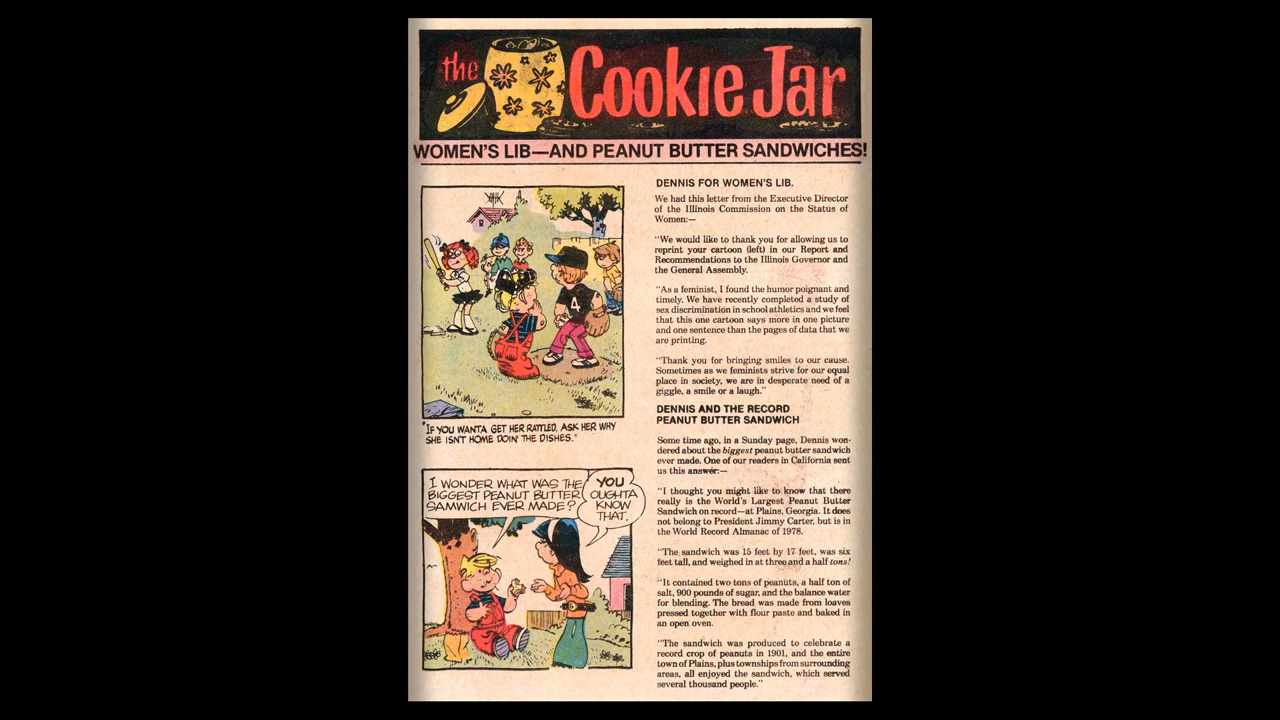 the Cookie Jar
WOMEN'S LIB—AND PEANUT BUTTER SANDWICHES!
A
"IF YOU WANTA GET HER RATTLED, ASK HER WHY
SHE ISN'T HOME DOIN' THE DISHES."
I WONDER WHAT WAS THE
BIGGEST PEANUT BUTTER
SAMWICH EVER MADE?
YOU
OUGHTA
KNOW
THAT.
DENNIS FOR WOMEN'S LIB.
We had this letter from the Executive Director
of the Illinois Commission on the Status of
Women:—
"We would like to thank you for allowing us to
reprint your cartoon (left) in our Report and
Recommendations to the Illinois Governor and
the General Assembly.
"As a feminist, I found the humor poignant and
timely. We have recently completed a study of
sex discrimination in school athletics and we feel
that this one cartoon says more in one picture
and one sentence than the pages of data that we
are printing.
"Thank you for bringing smiles to our cause.
Sometimes as we feminists strive for our equal
place in society, we are in desperate need of a
giggle, a smile or a laugh."
DENNIS AND THE RECORD
PEANUT BUTTER SANDWICH
Some time ago, in a Sunday page, Dennis won-
dered about the biggest peanut butter sandwich
ever made. One of our readers in California sent
us this answer:—
"I thought you might like to know that there
really is the World's Largest Peanut Butter
Sandwich on record—at Plains, Georgia. It does
not belong to President Jimmy Carter, but is in
the World Record Almanac of 1978.
"The sandwich was 15 feet by 17 feet, was six
feet tall, and weighed in at three and a half tons!
"It contained two tons of peanuts, a half ton of
salt, 900 pounds of sugar, and the balance water
for blending. The bread was made from loaves
pressed together with flour paste and baked in
an open oven.
"The sandwich was produced to celebrate a
record crop of peanuts in 1901, and the entire
town of Plains, plus townships from surrounding
areas, all enjoyed the sandwich, which served
several thousand people."